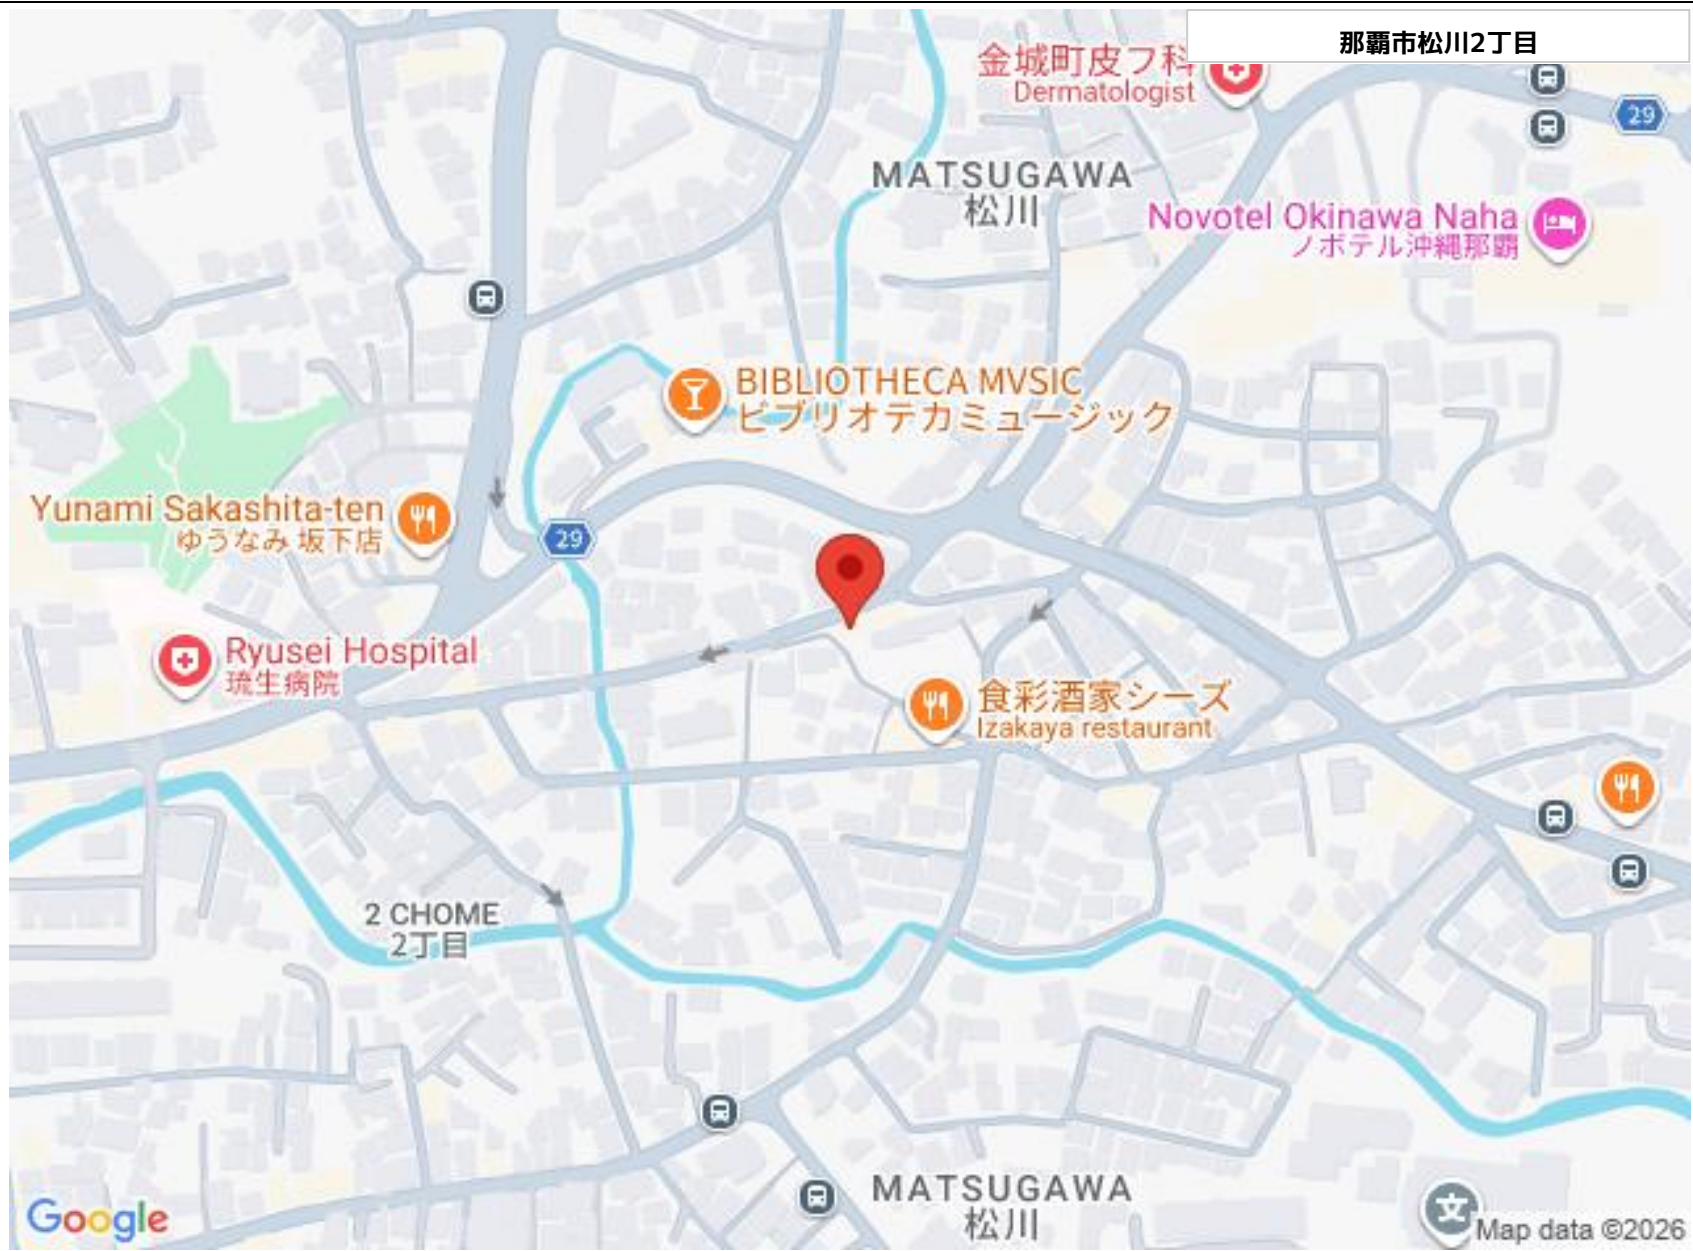 那覇市松川2丁目
金城町皮フ科
Dermatologist
29
MATSUGAWA
松川
Novotel Okinawa Naha
ノボテル沖縄那覇
BIBLIOTHECA MVSIC
ビブリオテカミュージック
Yunami Sakashita-ten
ゆうなみ 坂下店
29
Ryusei Hospital
琉生病院
食彩酒家シーズ
Izakaya restaurant
2 CHOME
2丁目
MATSUGAWA
松川
文
Google
Map data ©2026